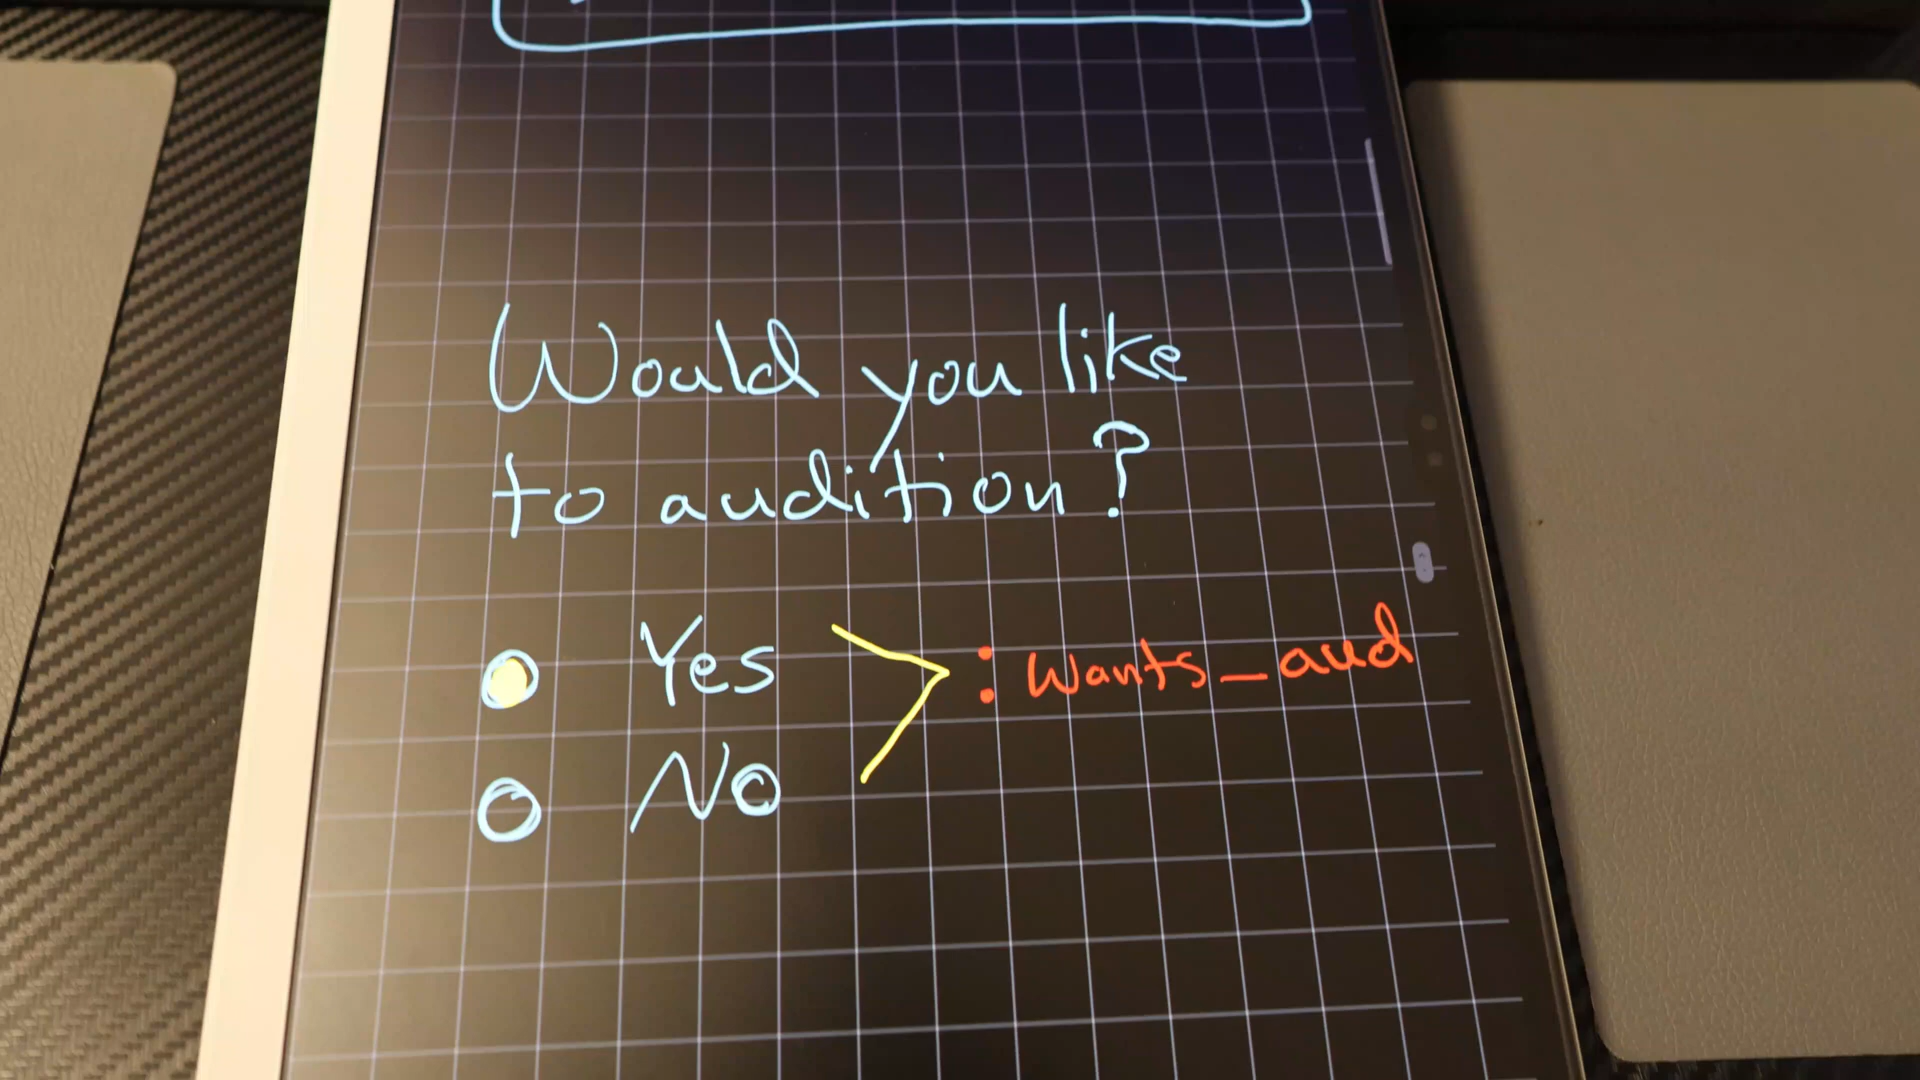 Would you like
to audition?
Yes
:wants_aud
No